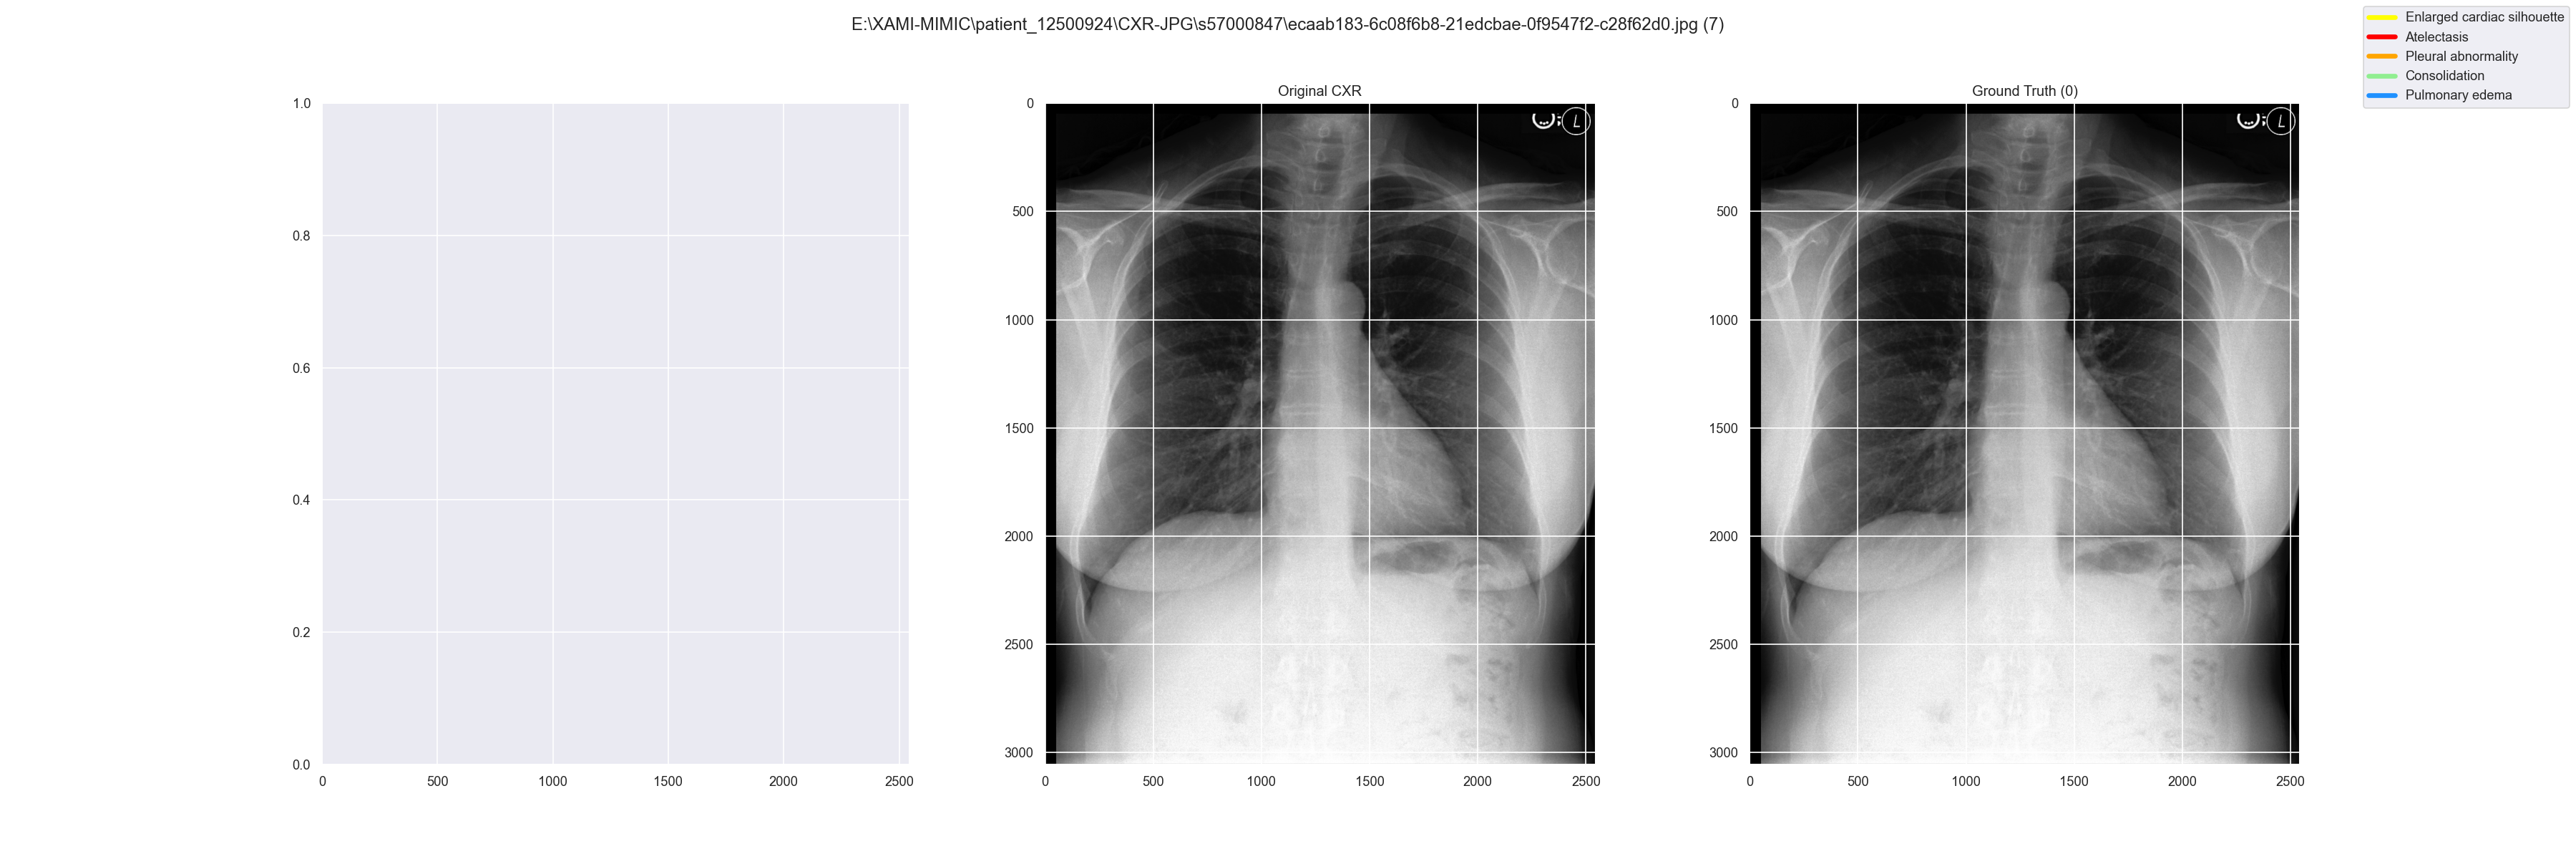 E:\XAMI-MIMIC\patient_12500924\CXR-JPG\s57000847\ecaab183-6c08f6b8-21edcbae-0f9547f2-c28f62d0.jpg (7)
Enlarged cardiac silhouette
Atelectasis
Pleural abnormality
Consolidation
Pulmonary edema
1.0
0.8
0.6
0.4
0.2
0.0
0 500 1000 1500 2000 2500
Original CXR
0
500
1000
1500
2000
2500
3000
0 500 1000 1500 2000 2500
L
Ground Truth (0)
0
500
1000
1500
2000
2500
3000
0 500 1000 1500 2000 2500
L